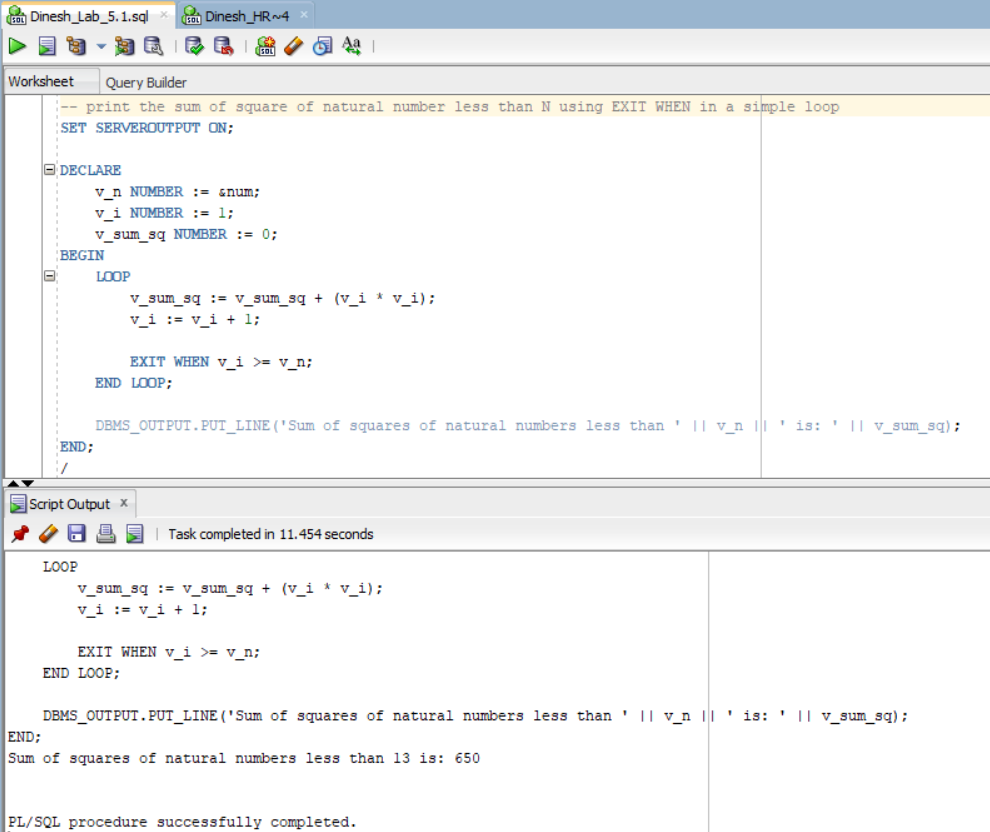 Dinesh_Lab_5.1.sql
Dinesh_HR~4
Worksheet
Query Builder
-- print the sum of square of natural number less than N using EXIT WHEN in a simple loop
SET SERVEROUTPUT ON;
DECLARE
v_n NUMBER := &num;
v_i NUMBER := 1;
v_sum_sq NUMBER := 0;
BEGIN
LOOP
v_sum_sq := v_sum_sq + (v_i * v_i);
v_i := v_i + 1;
EXIT WHEN v_i >= v_n;
END LOOP;
DBMS_OUTPUT.PUT_LINE('Sum of squares of natural numbers less than ' || v_n || ' is: ' || v_sum_sq);
END;
/
Script Output
Task completed in 11.454 seconds
LOOP
v_sum_sq := v_sum_sq + (v_i * v_i);
v_i := v_i + 1;
EXIT WHEN v_i >= v_n;
END LOOP;
DBMS_OUTPUT.PUT_LINE('Sum of squares of natural numbers less than ' || v_n || ' is: ' || v_sum_sq);
END;
Sum of squares of natural numbers less than 13 is: 650
PL/SQL procedure successfully completed.